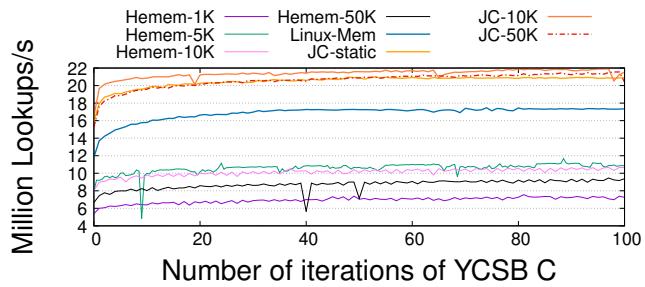 Hemem-1K Hemem-50K JC-10K
Hemem-5K Linux-Mem JC-50K
Hemem-10K JC-static
22
20
18
16
14
12
10
8
6
4
0 20 40 60 80 100
Million Lookups/s
Number of iterations of YCSB C